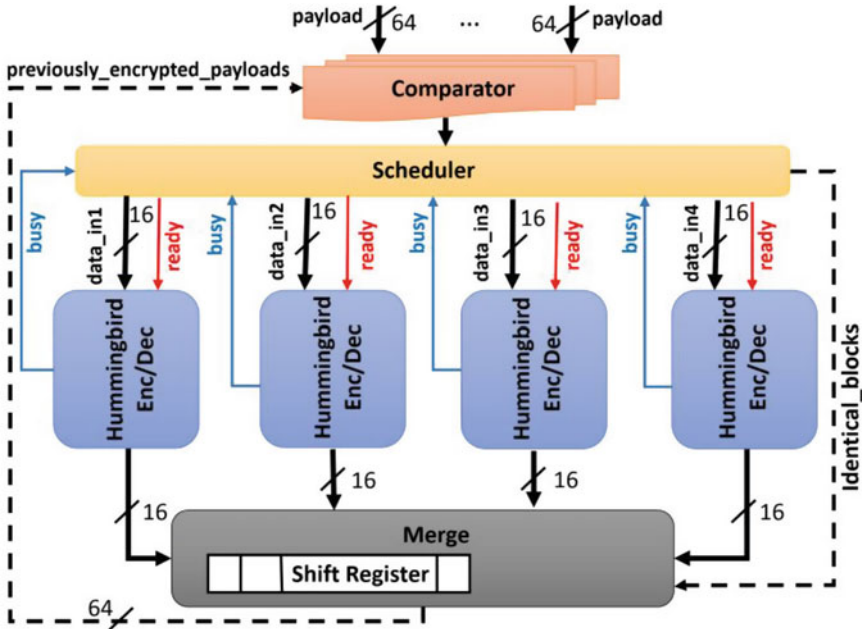 payload 64 ... 64 payload
previously_encrypted_payloads
Comparator
Scheduler
busy data_in1 16 ready
busy data_in2 16 ready
busy data_in3 16 ready
busy data_in4 16 ready
Hummingbird
Enc/Dec
Hummingbird
Enc/Dec
Hummingbird
Enc/Dec
Hummingbird
Enc/Dec
Identical_blocks
16
16
16
16
Merge
Shift Register
64